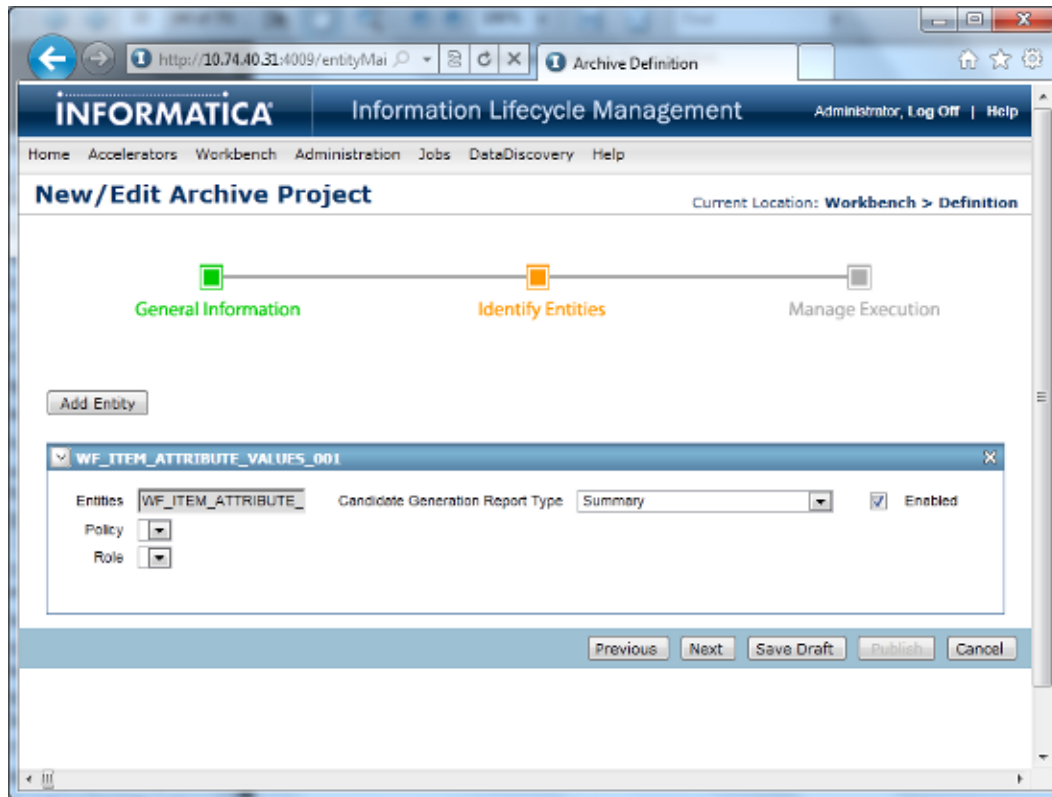 http://10.74.40.31:4009/entityMai
Archive Definition
INFORMATICA
Information Lifecycle Management
Administrator, Log Off | Help
Home Accelerators Workbench Administration Jobs DataDiscovery Help
New/Edit Archive Project
Current Location: Workbench > Definition
General Information
Identify Entities
Manage Execution
Add Entity
WF_ITEM_ATTRIBUTE_VALUES_001
Entities WF_ITEM_ATTRIBUTE_ Candidate Generation Report Type Summary Enabled
Policy
Role
Previous Next Save Draft Publish Cancel